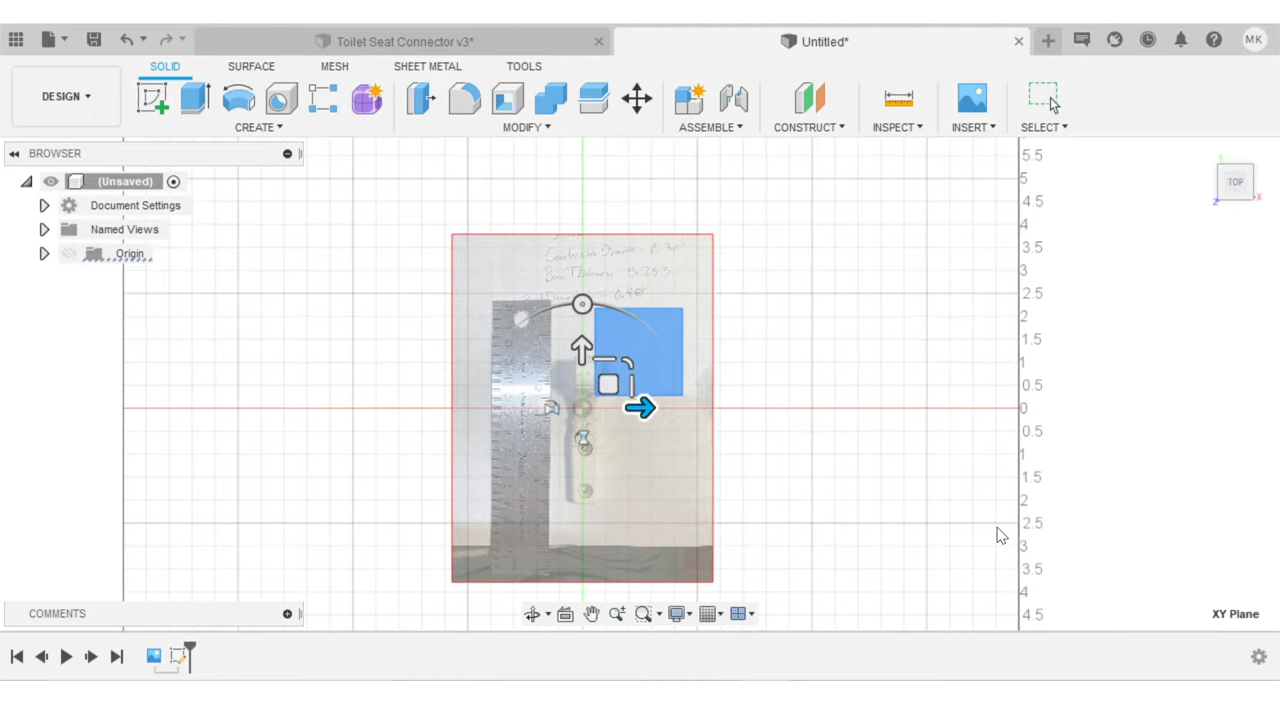 Toilet Seat Connector v3*
Untitled*
MK
DESIGN
SOLID SURFACE MESH SHEET METAL TOOLS
CREATE MODIFY ASSEMBLE CONSTRUCT INSPECT INSERT SELECT
BROWSER
(Unsaved)
Document Settings
Named Views
Origin
TOP
X
Y
Z
5.5
5
4.5
4
3.5
3
2.5
2
1.5
1
0.5
0
0.5
1
1.5
2
2.5
3
3.5
4
4.5
Thickness
COMMENTS
XY Plane